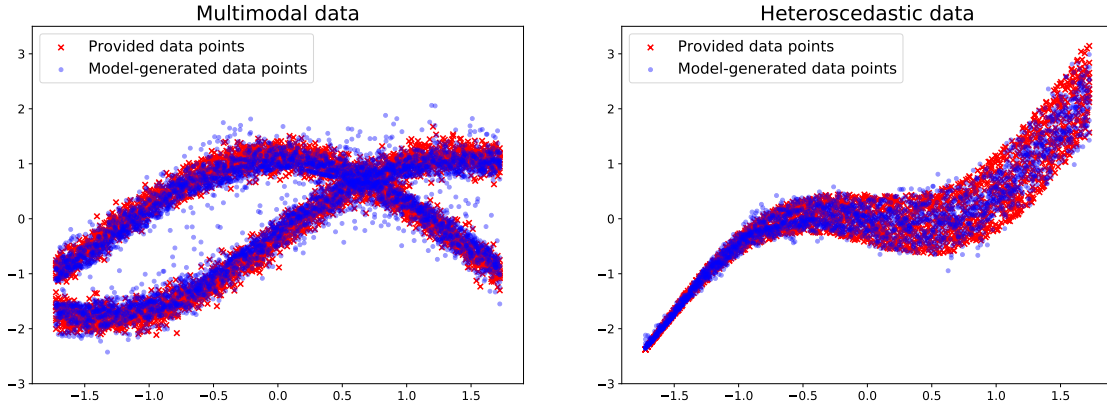 Multimodal data
Provided data points
Model-generated data points
3
2
1
0
−1
−2
−3
−1.5 −1.0 −0.5 0.0 0.5 1.0 1.5
Heteroscedastic data
Provided data points
Model-generated data points
3
2
1
0
−1
−2
−3
−1.5 −1.0 −0.5 0.0 0.5 1.0 1.5